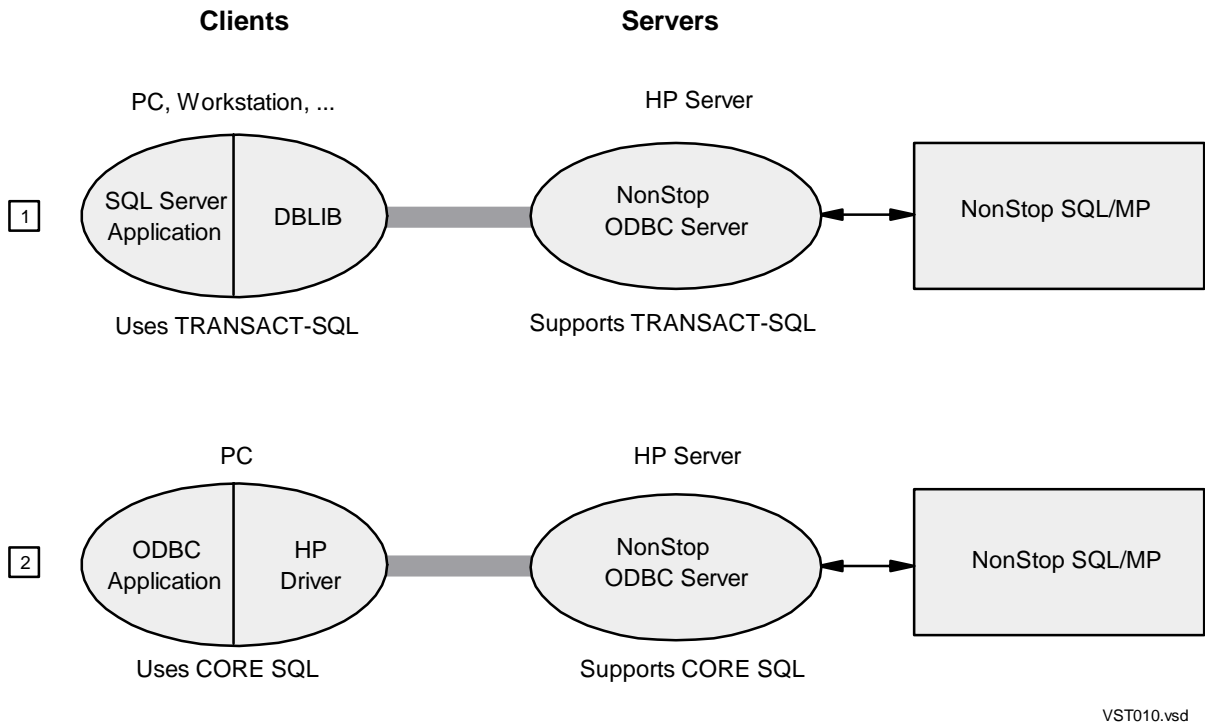 Clients
Servers
PC, Workstation, ...
HP Server
1
SQL Server
Application
DBLIB
NonStop
ODBC Server
NonStop SQL/MP
Uses TRANSACT-SQL
Supports TRANSACT-SQL
PC
HP Server
2
ODBC
Application
HP
Driver
NonStop
ODBC Server
NonStop SQL/MP
Uses CORE SQL
Supports CORE SQL
VST010.vsd